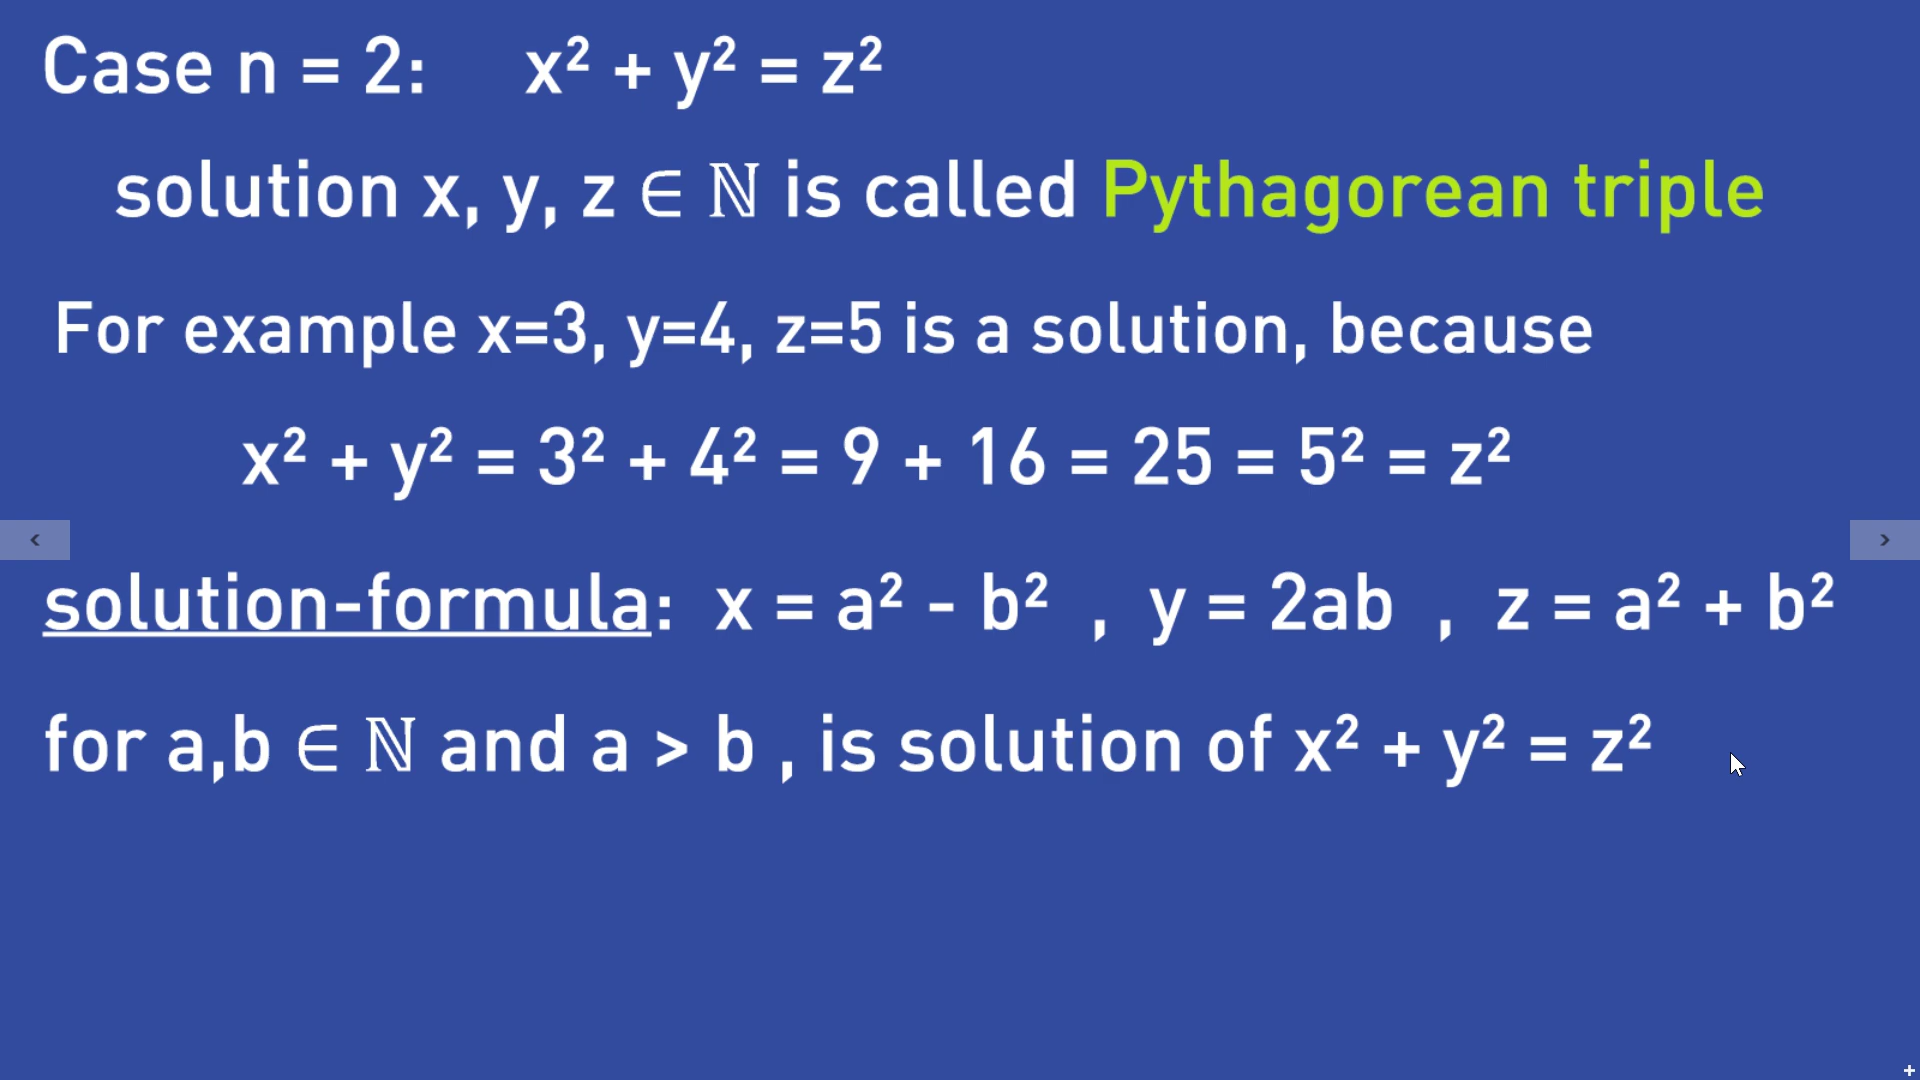 Case n = 2: x² + y² = z²
solution x, y, z ∈ ℕ is called Pythagorean triple
For example x=3, y=4, z=5 is a solution, because
x² + y² = 3² + 4² = 9 + 16 = 25 = 5² = z²
solution-formula: x = a² - b² , y = 2ab , z = a² + b²
for a,b ∈ ℕ and a > b , is solution of x² + y² = z²